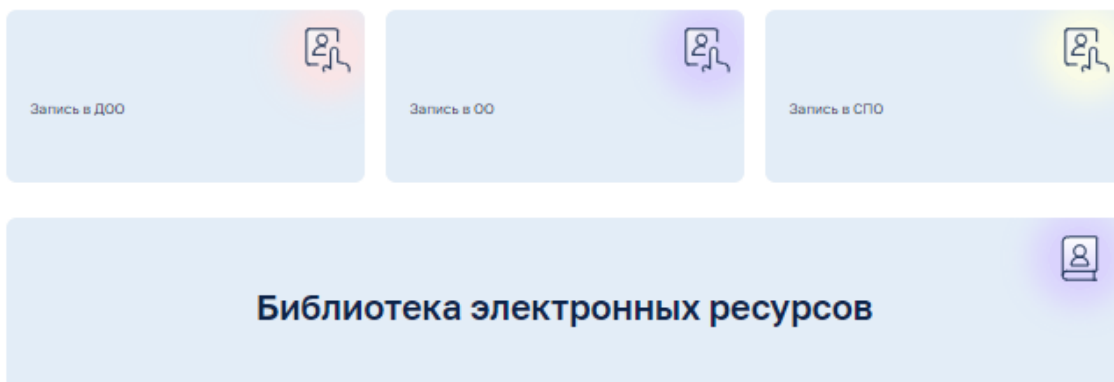 Запись в ДОО
Запись в ОО
Запись в СПО
Библиотека электронных ресурсов